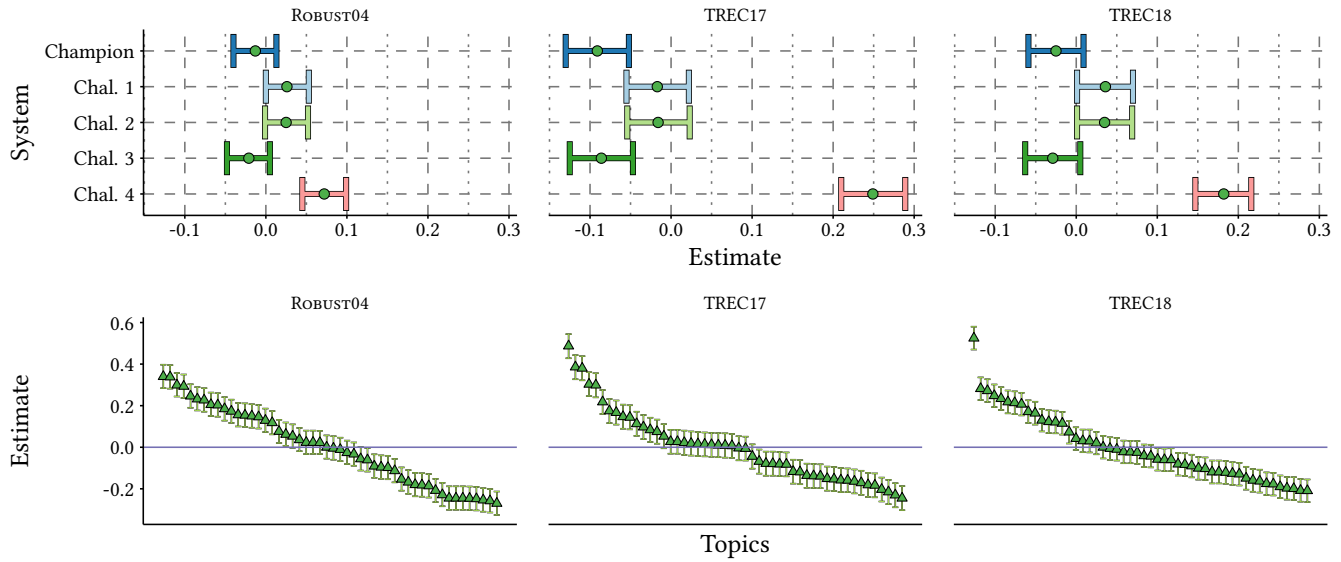 Robust04 TREC17 TREC18
System
Champion
Chal. 1
Chal. 2
Chal. 3
Chal. 4
-0.1 0.0 0.1 0.2 0.3 -0.1 0.0 0.1 0.2 0.3 -0.1 0.0 0.1 0.2 0.3
Estimate
Robust04 TREC17 TREC18
Estimate
0.6
0.4
0.2
0.0
-0.2
Topics